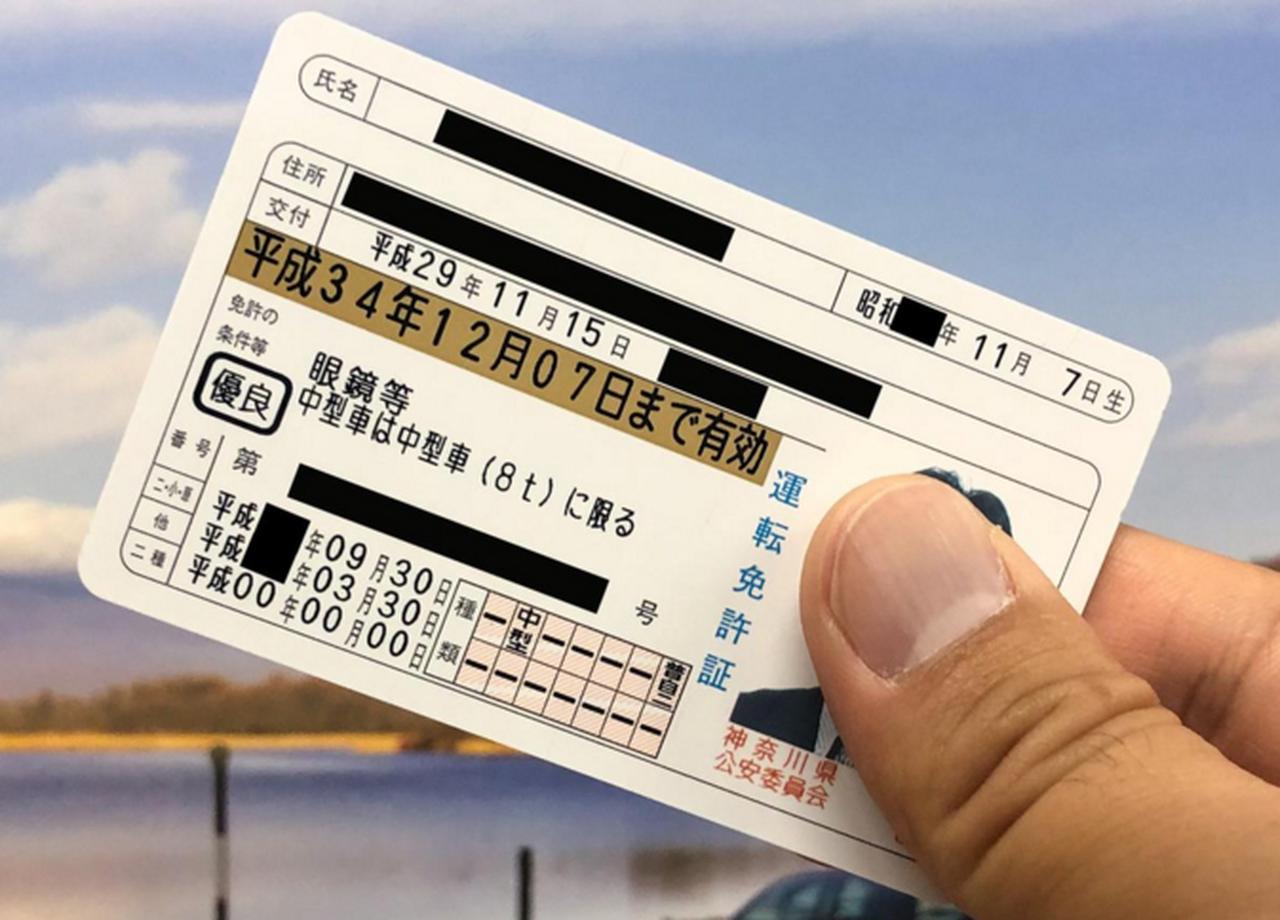 氏名
昭和 年 11月 7日生
住所
交付 平成29年11月15日
平成34年12月07日まで有効
免許の
条件等
眼鏡等
中型車は中型車(8t)に限る
優良
番号 第 号
二・小・原 平成 年09月30日
他 平成 年03月30日
二種 平成00年00月00日
種類
中型
普自二
運転免許証
神奈川県
公安委員会